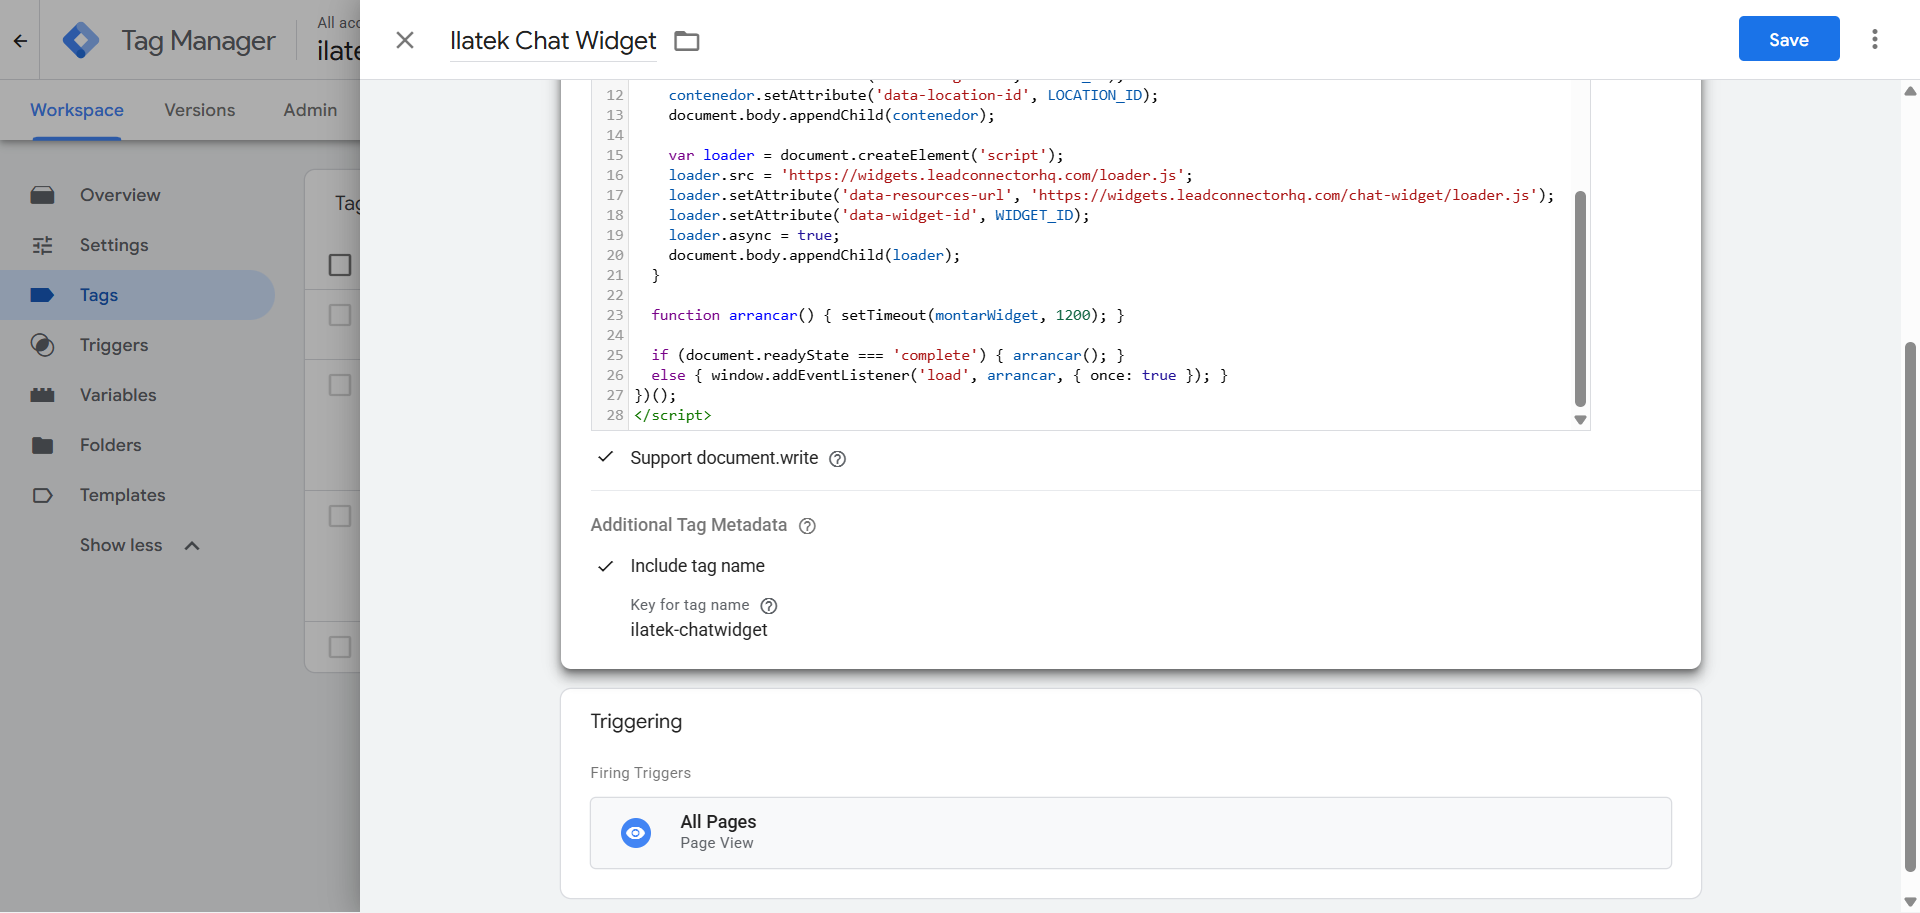 Tag Manager
All acc
ilate
Ilatek Chat Widget
Save
Workspace
Versions
Admin
Overview
Settings
Tags
Triggers
Variables
Folders
Templates
Show less
Tag
12 contenedor.setAttribute('data-location-id', LOCATION_ID);
13 document.body.appendChild(contenedor);
14
15 var loader = document.createElement('script');
16 loader.src = 'https://widgets.leadconnectorhq.com/loader.js';
17 loader.setAttribute('data-resources-url', 'https://widgets.leadconnectorhq.com/chat-widget/loader.js');
18 loader.setAttribute('data-widget-id', WIDGET_ID);
19 loader.async = true;
20 document.body.appendChild(loader);
21 }
22
23 function arrancar() { setTimeout(montarWidget, 1200); }
24
25 if (document.readyState === 'complete') { arrancar(); }
26 else { window.addEventListener('load', arrancar, { once: true }); }
27 })();
28 </script>
Support document.write
Additional Tag Metadata
Include tag name
Key for tag name
ilatek-chatwidget
Triggering
Firing Triggers
All Pages
Page View